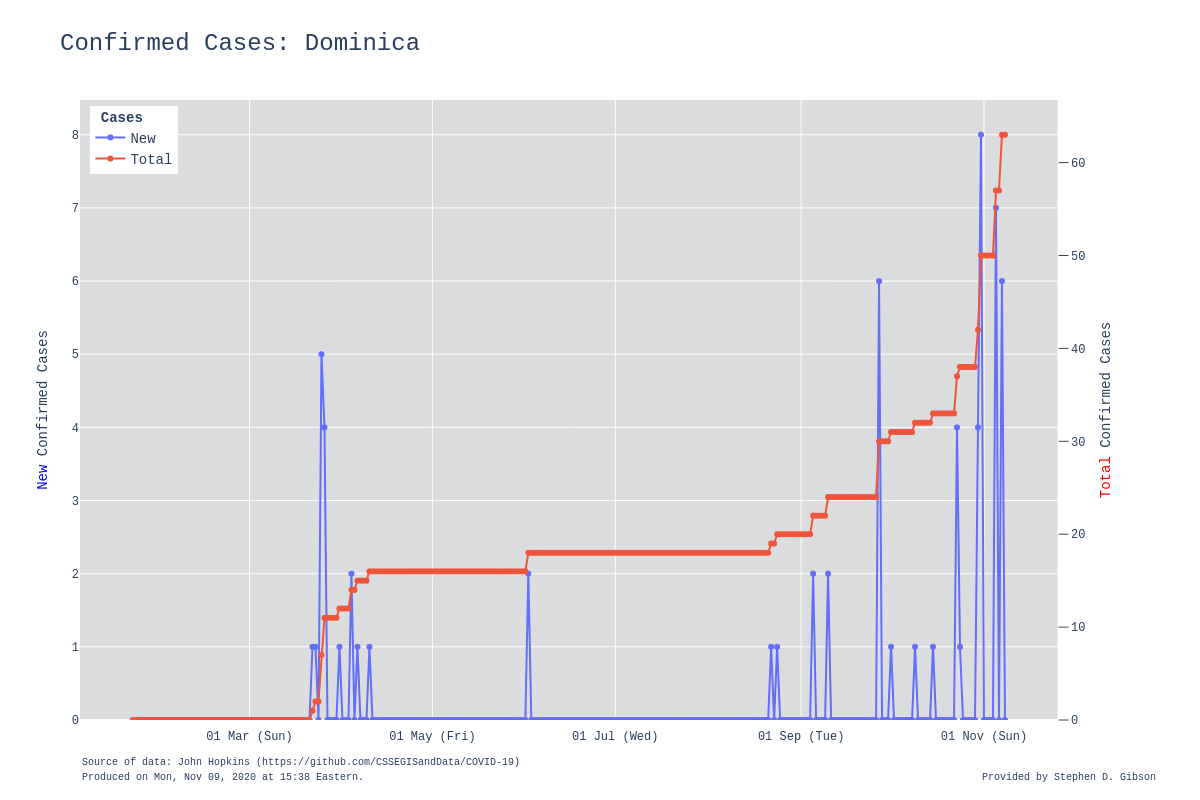 Confirmed Cases: Dominica
Cases
New
Total
8
7
6
5
4
3
2
1
0
New Confirmed Cases
60
50
40
30
20
10
0
Total Confirmed Cases
01 Mar (Sun)
01 May (Fri)
01 Jul (Wed)
01 Sep (Tue)
01 Nov (Sun)
Source of data: John Hopkins (https://github.com/CSSEGISandData/COVID-19)
Produced on Mon, Nov 09, 2020 at 15:38 Eastern.
Provided by Stephen D. Gibson